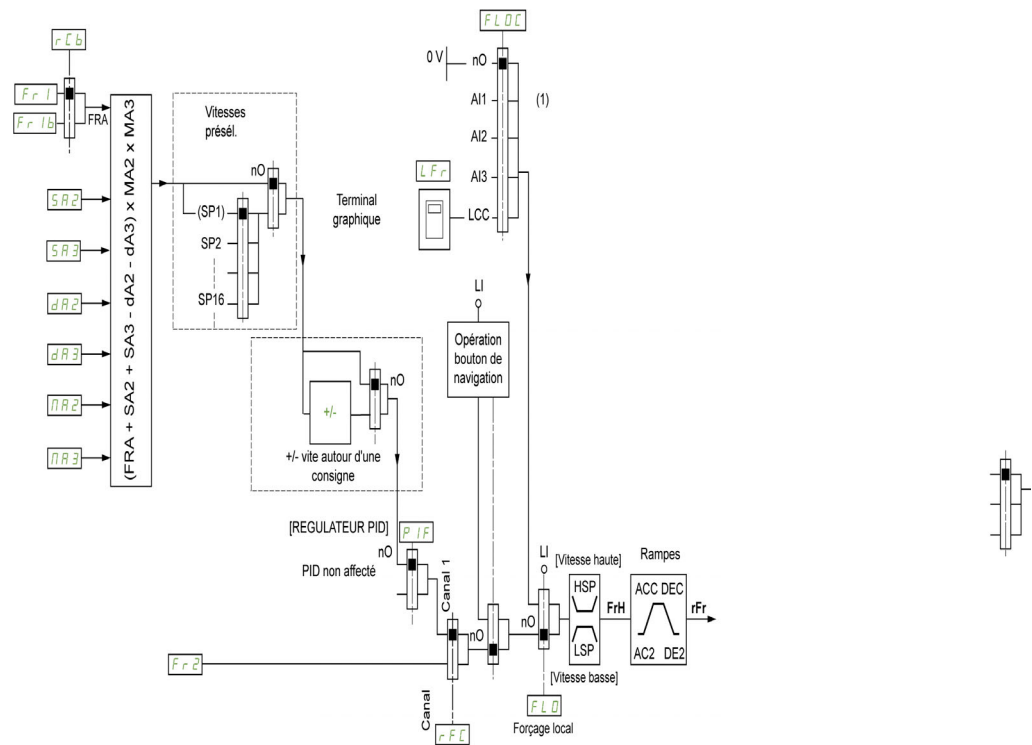 FLOC
rCb
0 V
nO
Fr1
Fr1b
FRA
AI1
(1)
Vitesses
présél.
AI2
nO
LFr
AI3
(FRA + SA2 + SA3 - dA2 - dA3) x MA2 x MA3
SA2
(SP1)
Terminal
graphique
LCC
SP2
SA3
LI
SP16
dA2
Opération
bouton de
navigation
dA3
nO
+/-
MA2
+/- vite autour d'une
consigne
MA3
[REGULATEUR PID]
PIF
nO
PID non affecté
LI
[Vitesse haute]
Rampes
Canal 1
HSP
FrH
ACC DEC
rFr
nO
nO
LSP
AC2 DE2
Fr2
[Vitesse basse]
Canal
FLO
Forçage local
rFC